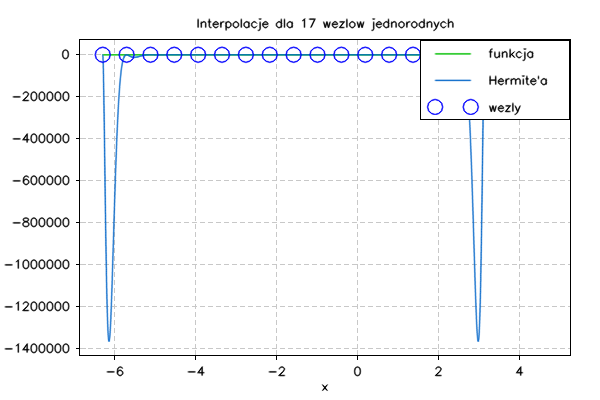 Interpolacje dla 17 wezlow jednorodnych
funkcja
Hermite'a
wezly
0
−200000
−400000
−600000
−800000
−1000000
−1200000
−1400000
−6 −4 −2 0 2 4
x